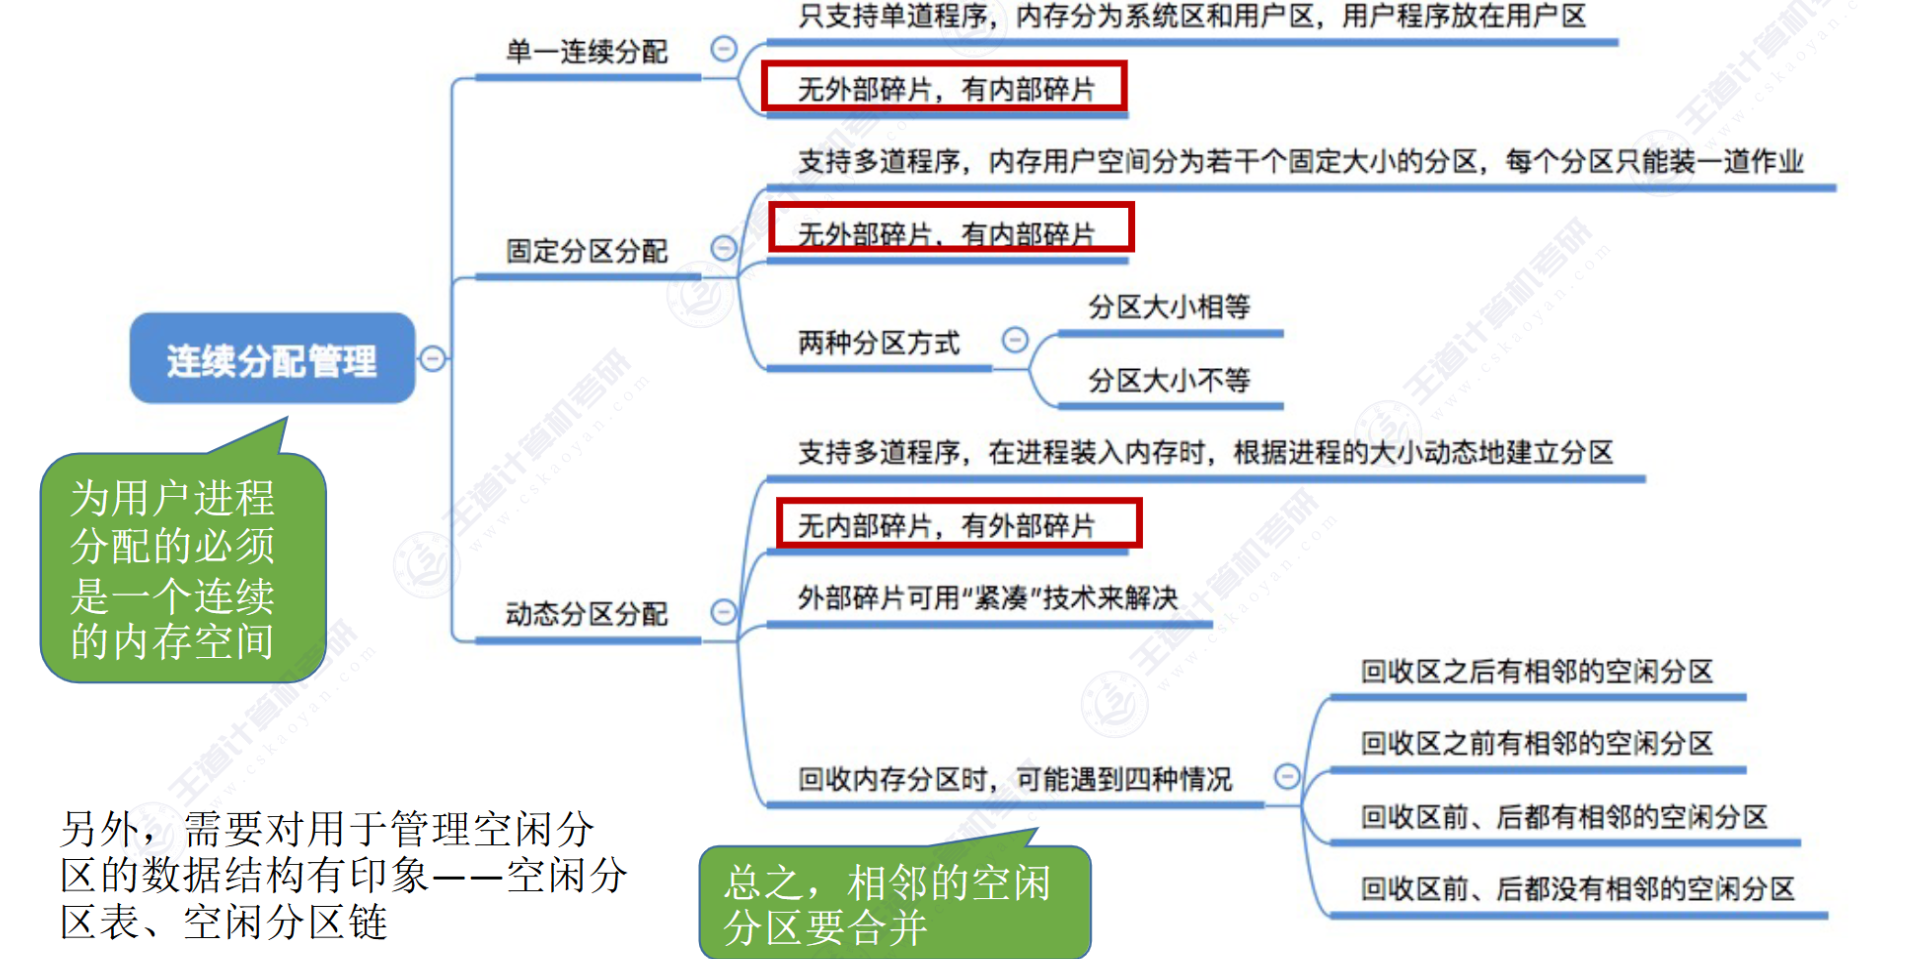 只支持单道程序，内存分为系统区和用户区，用户程序放在用户区
单一连续分配
无外部碎片，有内部碎片
支持多道程序，内存用户空间分为若干个固定大小的分区，每个分区只能装一道作业
无外部碎片，有内部碎片
固定分区分配
分区大小相等
两种分区方式
分区大小不等
连续分配管理
支持多道程序，在进程装入内存时，根据进程的大小动态地建立分区
无内部碎片，有外部碎片
外部碎片可用“紧凑”技术来解决
动态分区分配
回收区之后有相邻的空闲分区
回收区之前有相邻的空闲分区
回收内存分区时，可能遇到四种情况
回收区前、后都有相邻的空闲分区
回收区前、后都没有相邻的空闲分区
为用户进程
分配的必须
是一个连续
的内存空间
另外，需要对用于管理空闲分
区的数据结构有印象——空闲分
区表、空闲分区链
总之，相邻的空闲
分区要合并
王道计算机考研
www.cskaoyan.com